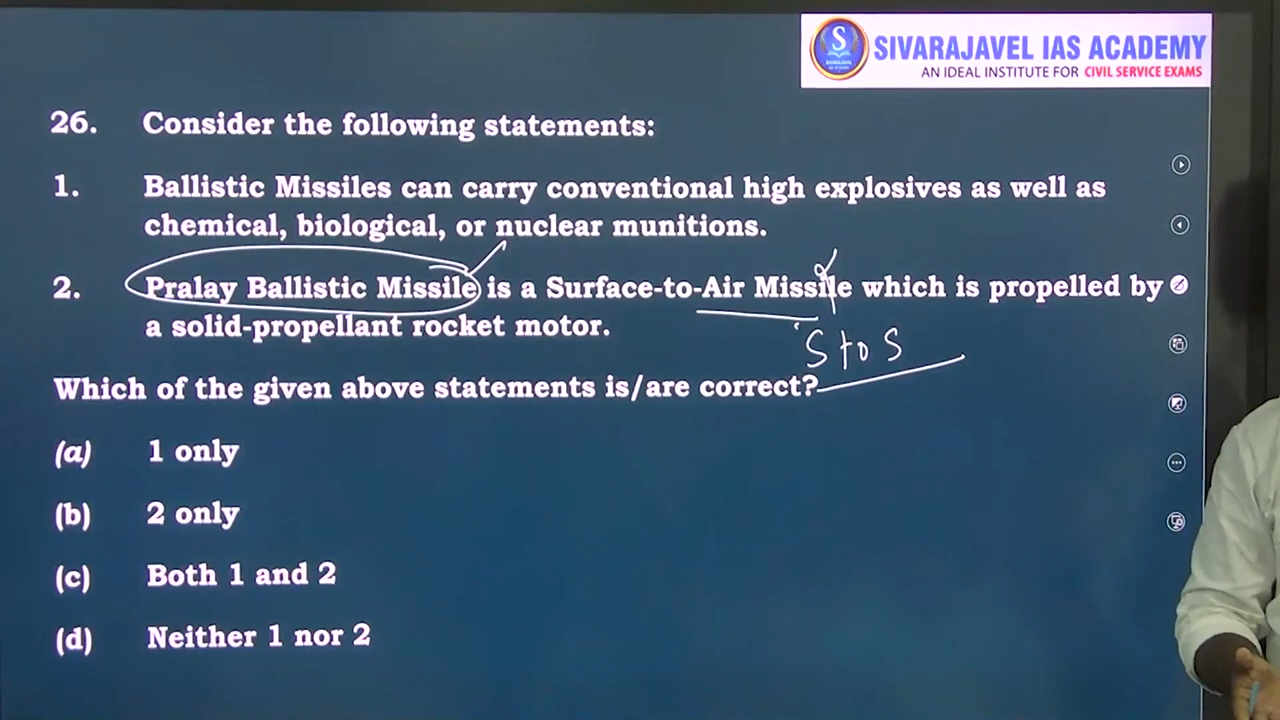 SIVARAJAVEL IAS ACADEMY
AN IDEAL INSTITUTE FOR CIVIL SERVICE EXAMS
26. Consider the following statements:
1. Ballistic Missiles can carry conventional high explosives as well as
chemical, biological, or nuclear munitions.
2. Pralay Ballistic Missile is a Surface-to-Air Missile which is propelled by
a solid-propellant rocket motor.
S to S
Which of the given above statements is/are correct?
(a) 1 only
(b) 2 only
(c) Both 1 and 2
(d) Neither 1 nor 2